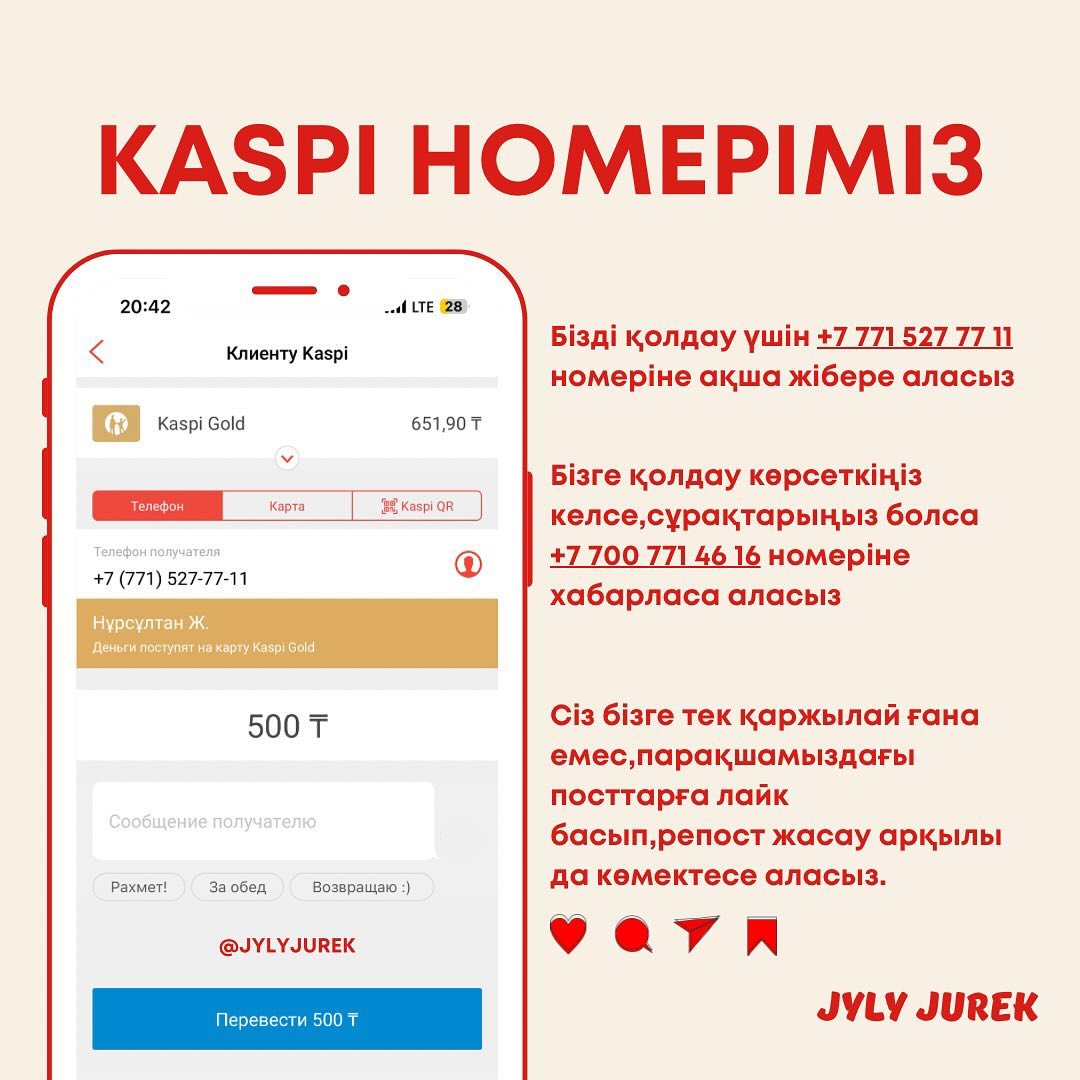 KASPI НОМЕРІМІЗ
20:42
LTE 28
Клиенту Kaspi
Kaspi Gold
651,90 ₸
Телефон
Карта
Kaspi QR
Телефон получателя
+7 (771) 527-77-11
Нұрсұлтан Ж.
Деньги поступят на карту Kaspi Gold
500 ₸
Сообщение получателю
Рахмет!
За обед
Возвращаю :)
@JYLYJUREK
Перевести 500 ₸
Бізді қолдау үшін +7 771 527 77 11
номеріне ақша жібере аласыз
Бізге қолдау көрсеткіңіз
келсе,сұрақтарыңыз болса
+7 700 771 46 16 номеріне
хабарласа аласыз
Сіз бізге тек қаржылай ғана
емес,парақшамыздағы
посттарға лайк
басып,репост жасау арқылы
да көмектесе аласыз.
JYLY JUREK